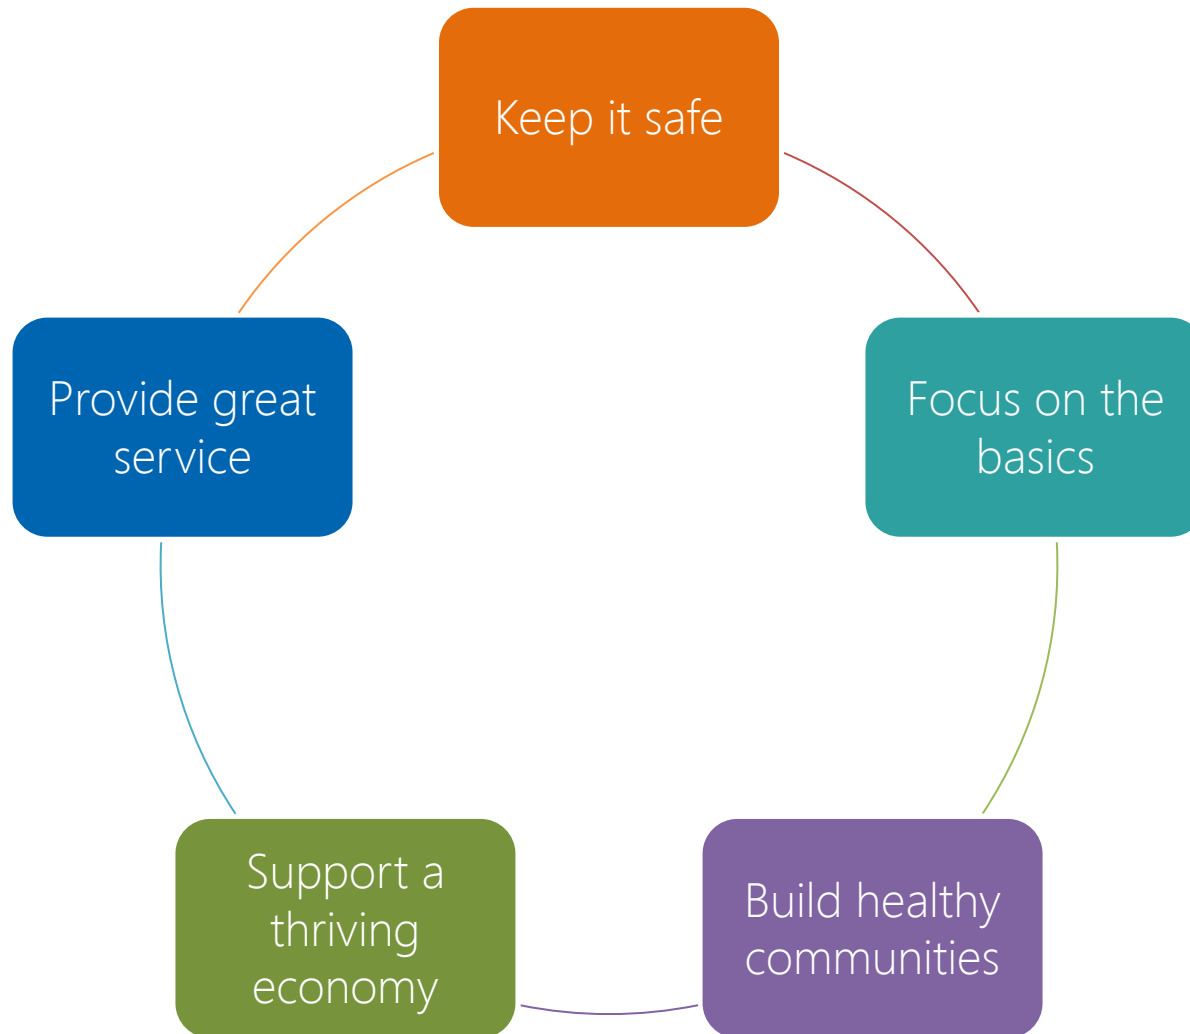 Keep it safe
Provide great
service
Focus on the
basics
Support a
thriving
economy
Build healthy
communities